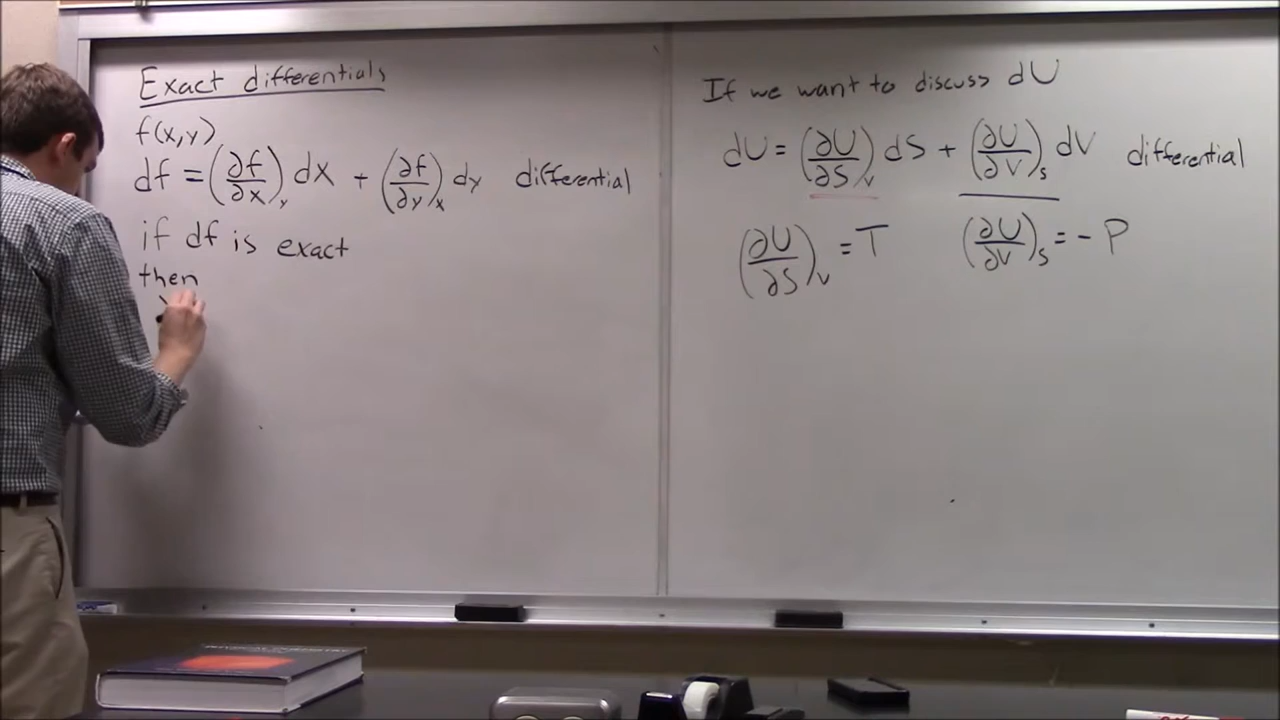 Exact differentials
f(x,y)
df = (∂f/∂x)_y dx + (∂f/∂y)_x dy differential
if df is exact
then
If we want to discuss dU
dU = (∂U/∂S)_V dS + (∂U/∂V)_S dV differential
(∂U/∂S)_V = T (∂U/∂V)_S = - P